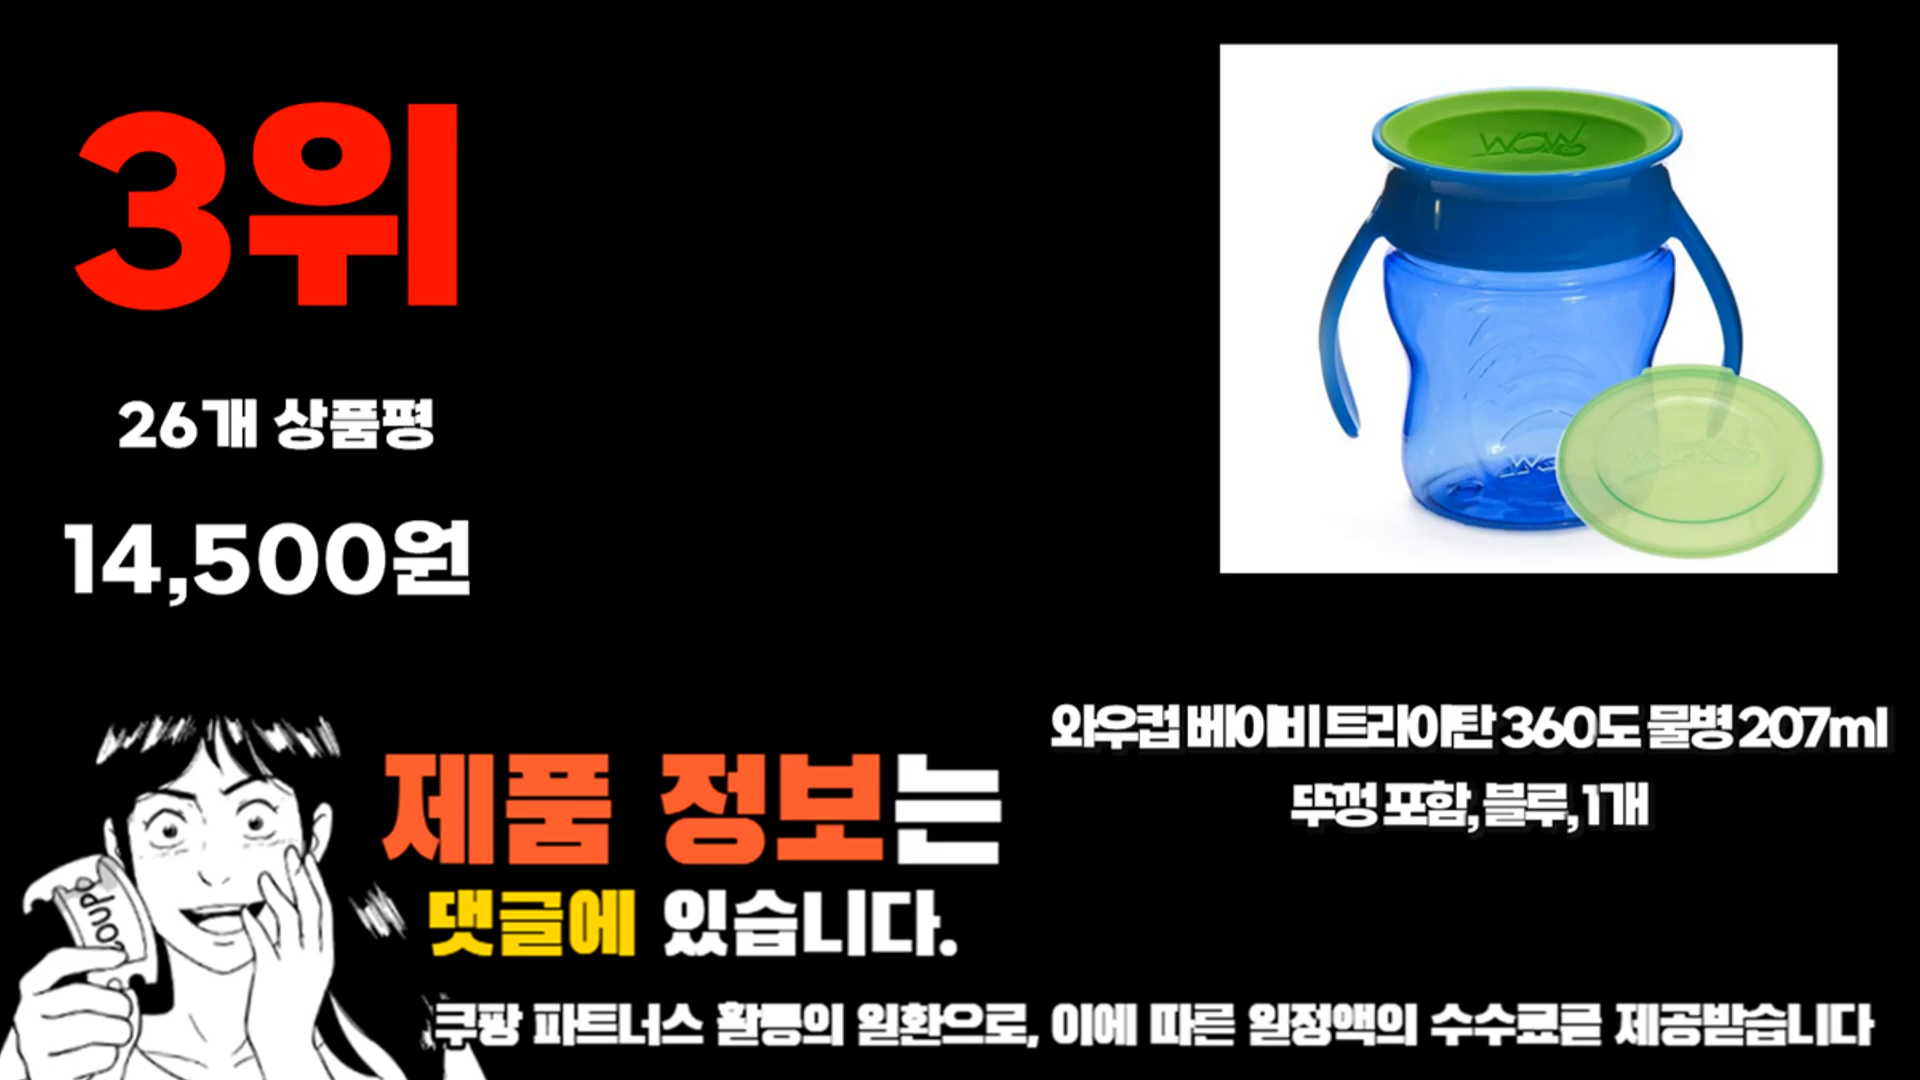 3위
26개 상품평
14,500원
WOW
와우컵 베이비 트라이탄 360도 물병 207ml
뚜껑 포함, 블루, 1개
제품 정보는
댓글에 있습니다.
쿠팡 파트너스 활동의 일환으로, 이에 따른 일정액의 수수료를 제공받습니다